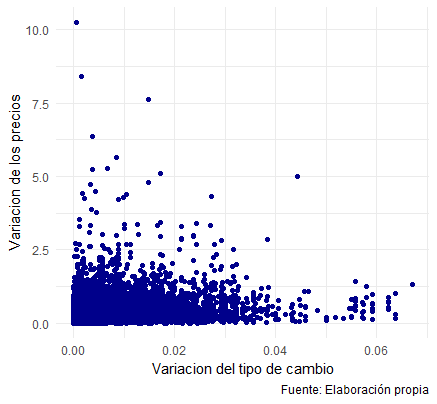 Variacion de los precios
10.0
7.5
5.0
2.5
0.0
0.00 0.02 0.04 0.06
Variacion del tipo de cambio
Fuente: Elaboración propia